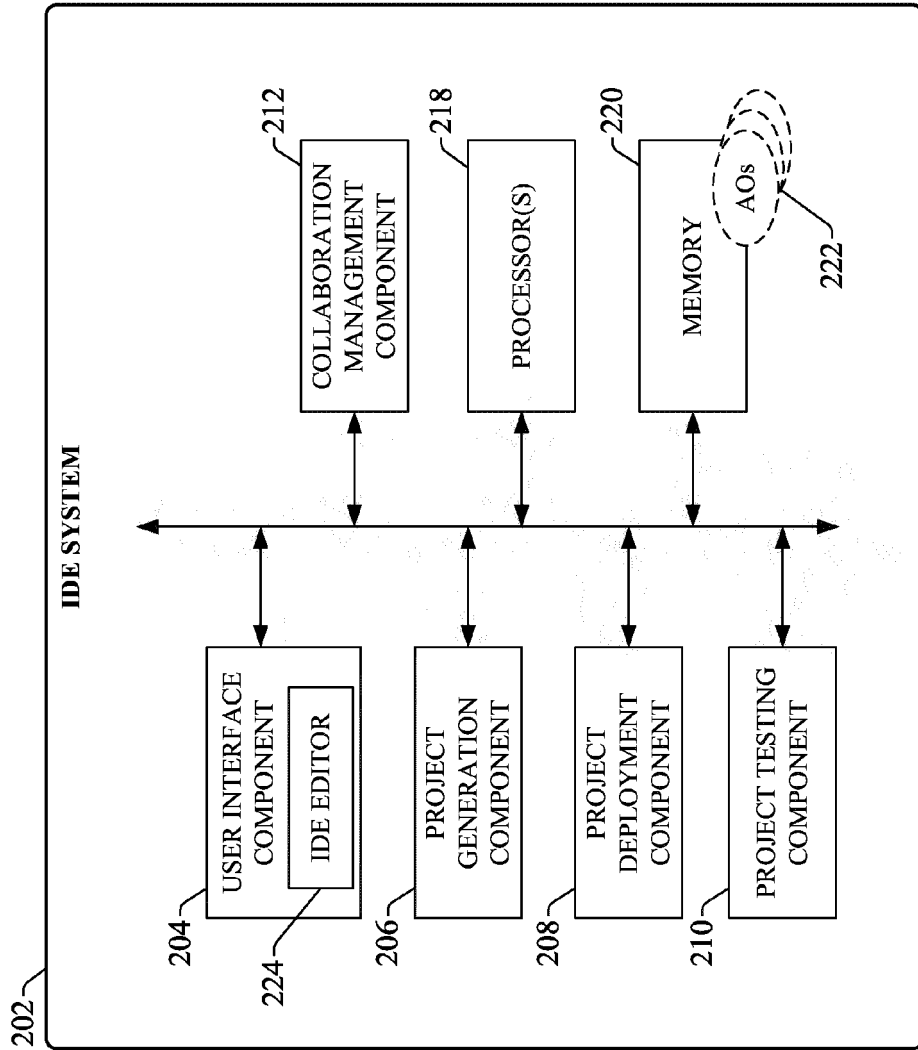 202
IDE SYSTEM
204
USER INTERFACE
COMPONENT
IDE EDITOR
224
206
PROJECT
GENERATION
COMPONENT
208
PROJECT
DEPLOYMENT
COMPONENT
210
PROJECT TESTING
COMPONENT
212
COLLABORATION
MANAGEMENT
COMPONENT
218
PROCESSOR(S)
220
MEMORY
AOs
222